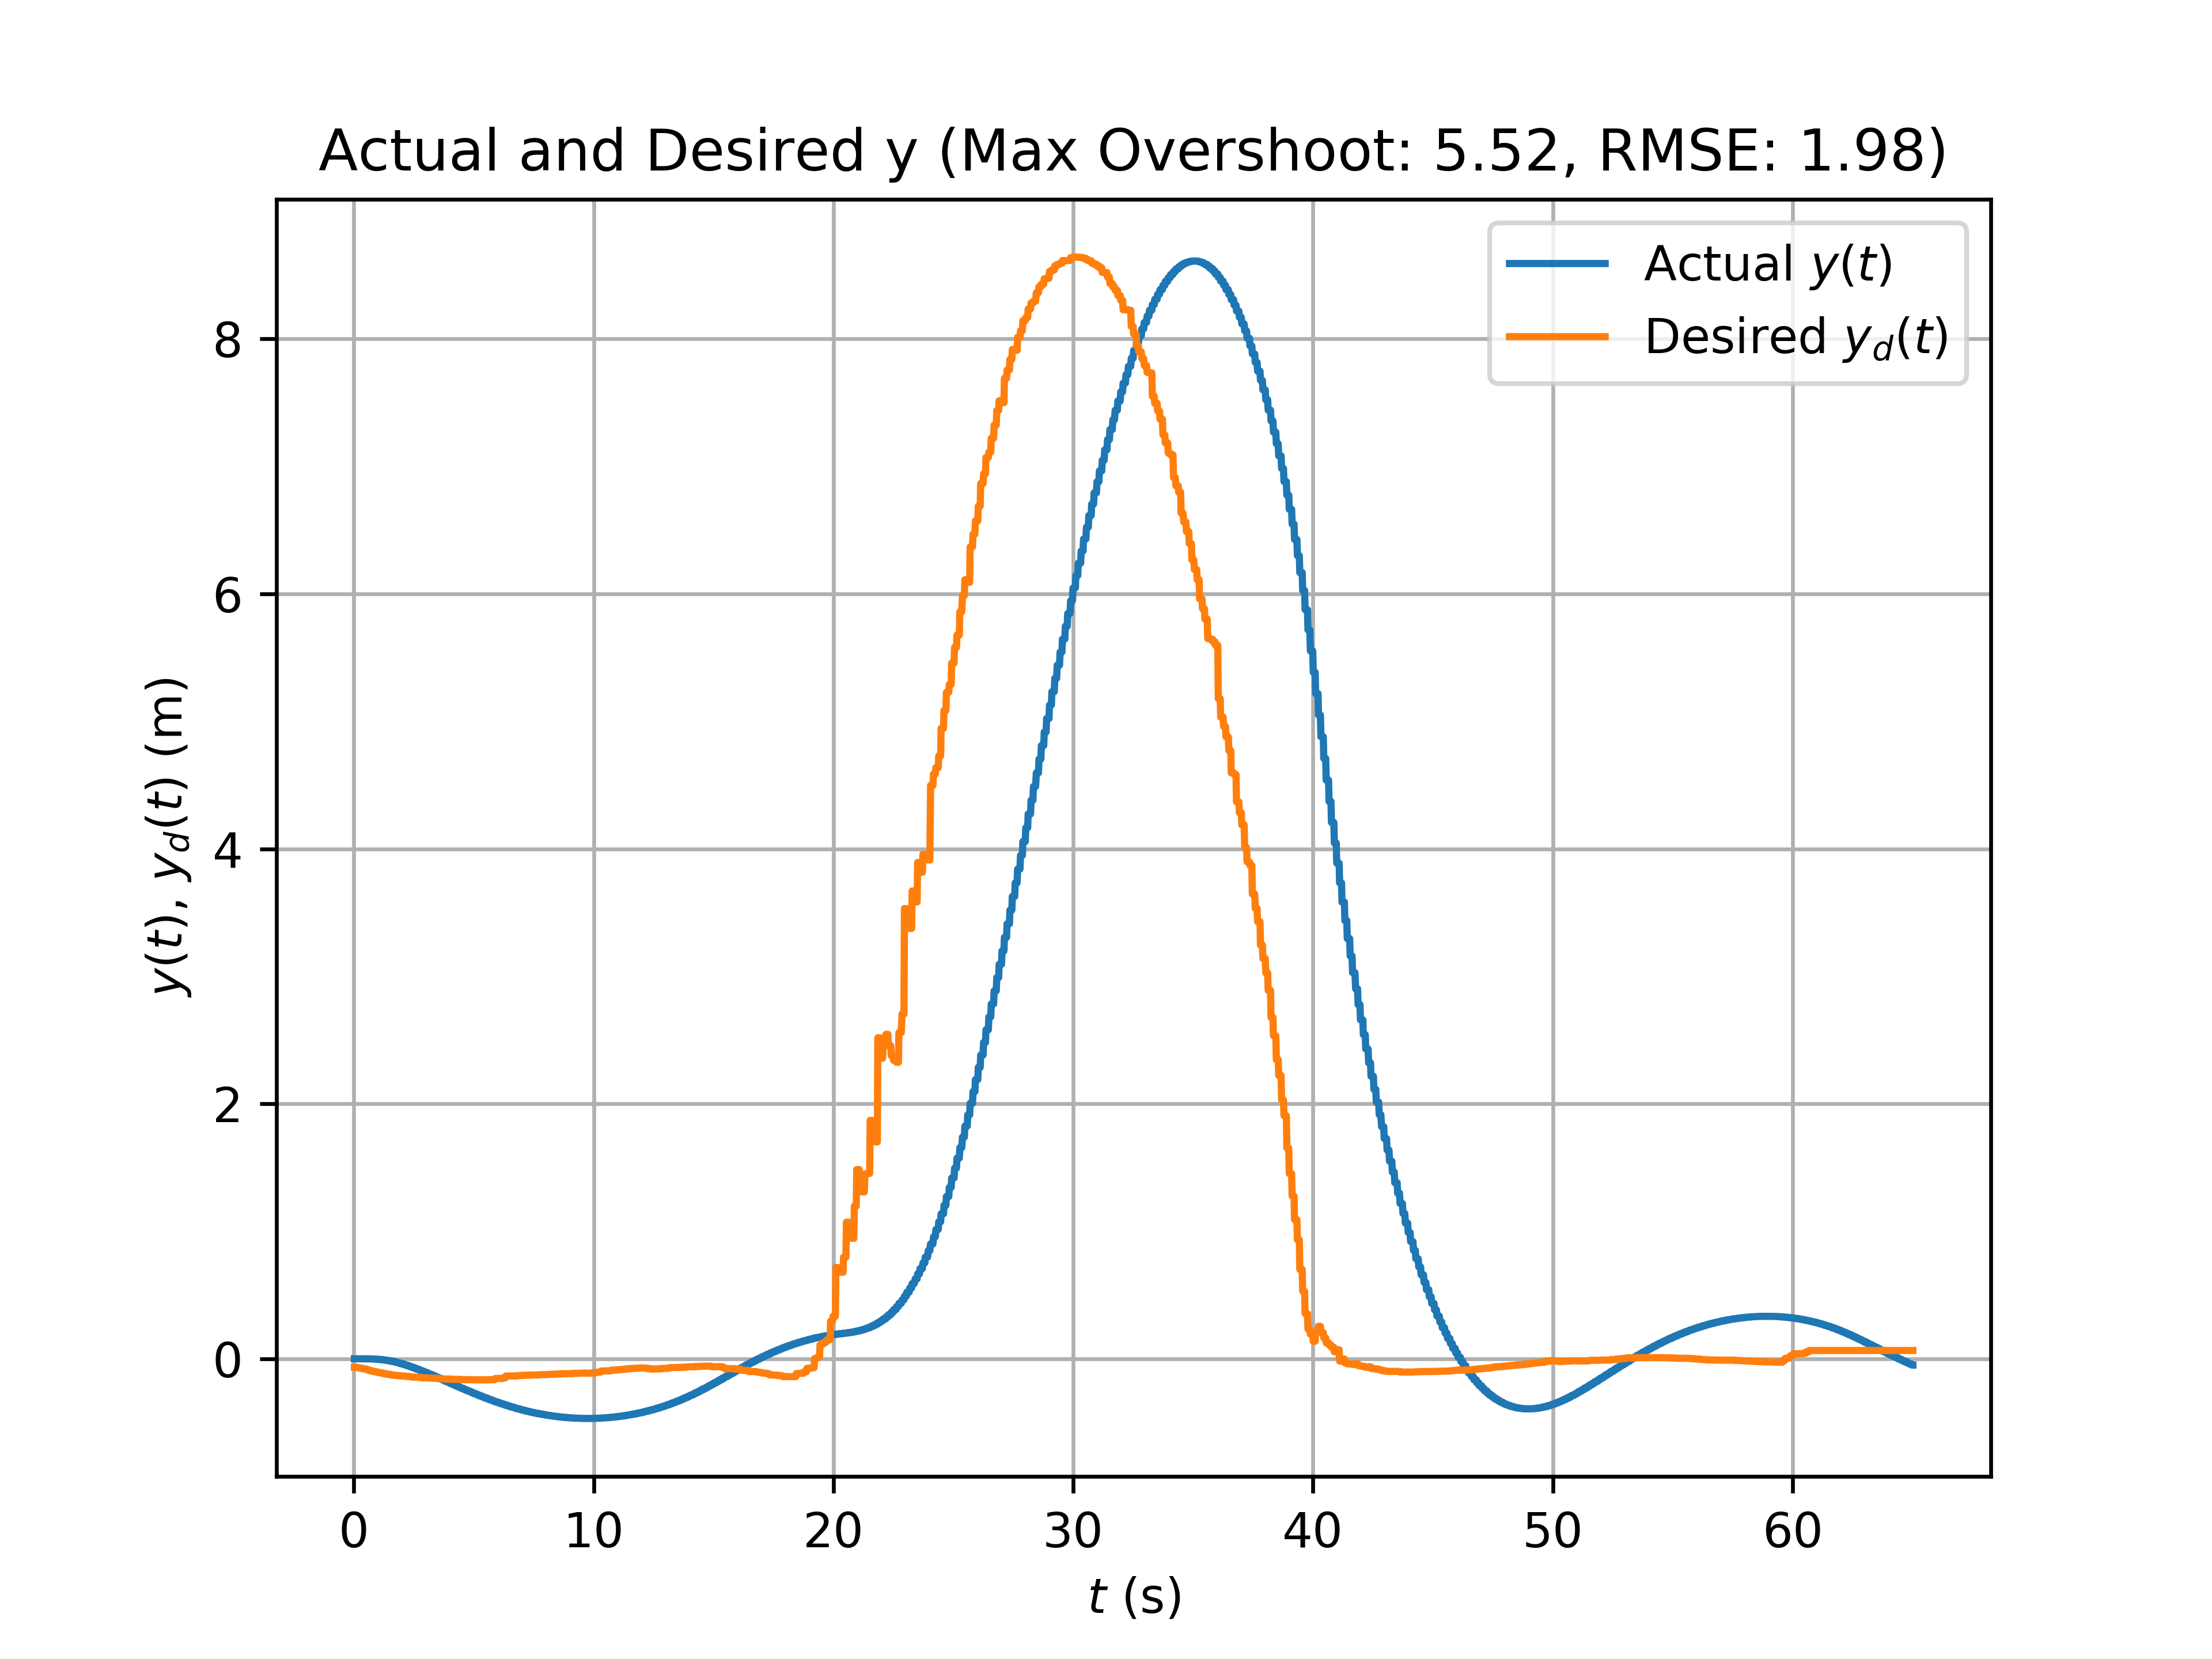 Actual and Desired y (Max Overshoot: 5.52, RMSE: 1.98)
Actual y(t)
Desired y_d(t)
8
6
4
2
0
y(t), y_d(t) (m)
0 10 20 30 40 50 60
t (s)